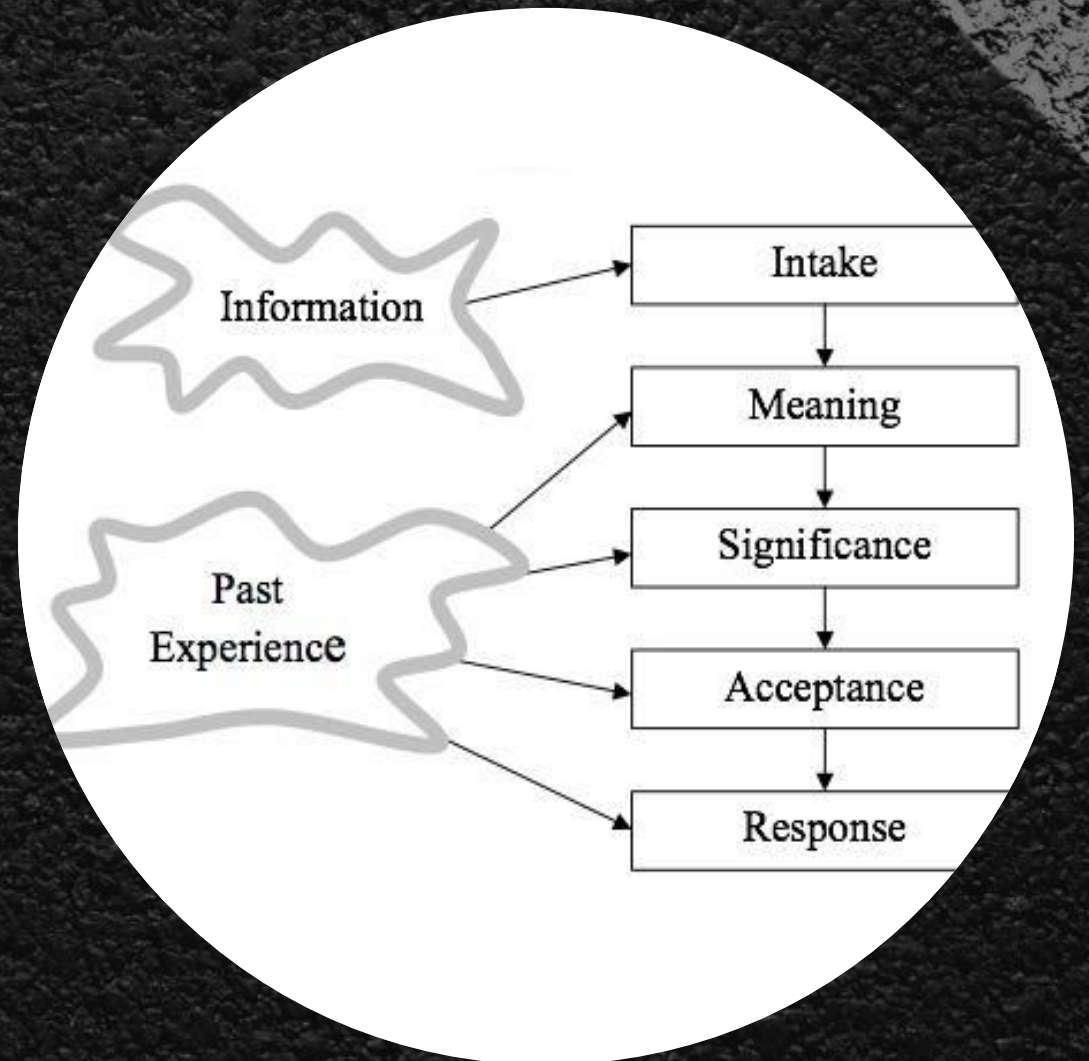 Information
Intake
Meaning
Significance
Past
Experience
Acceptance
Response